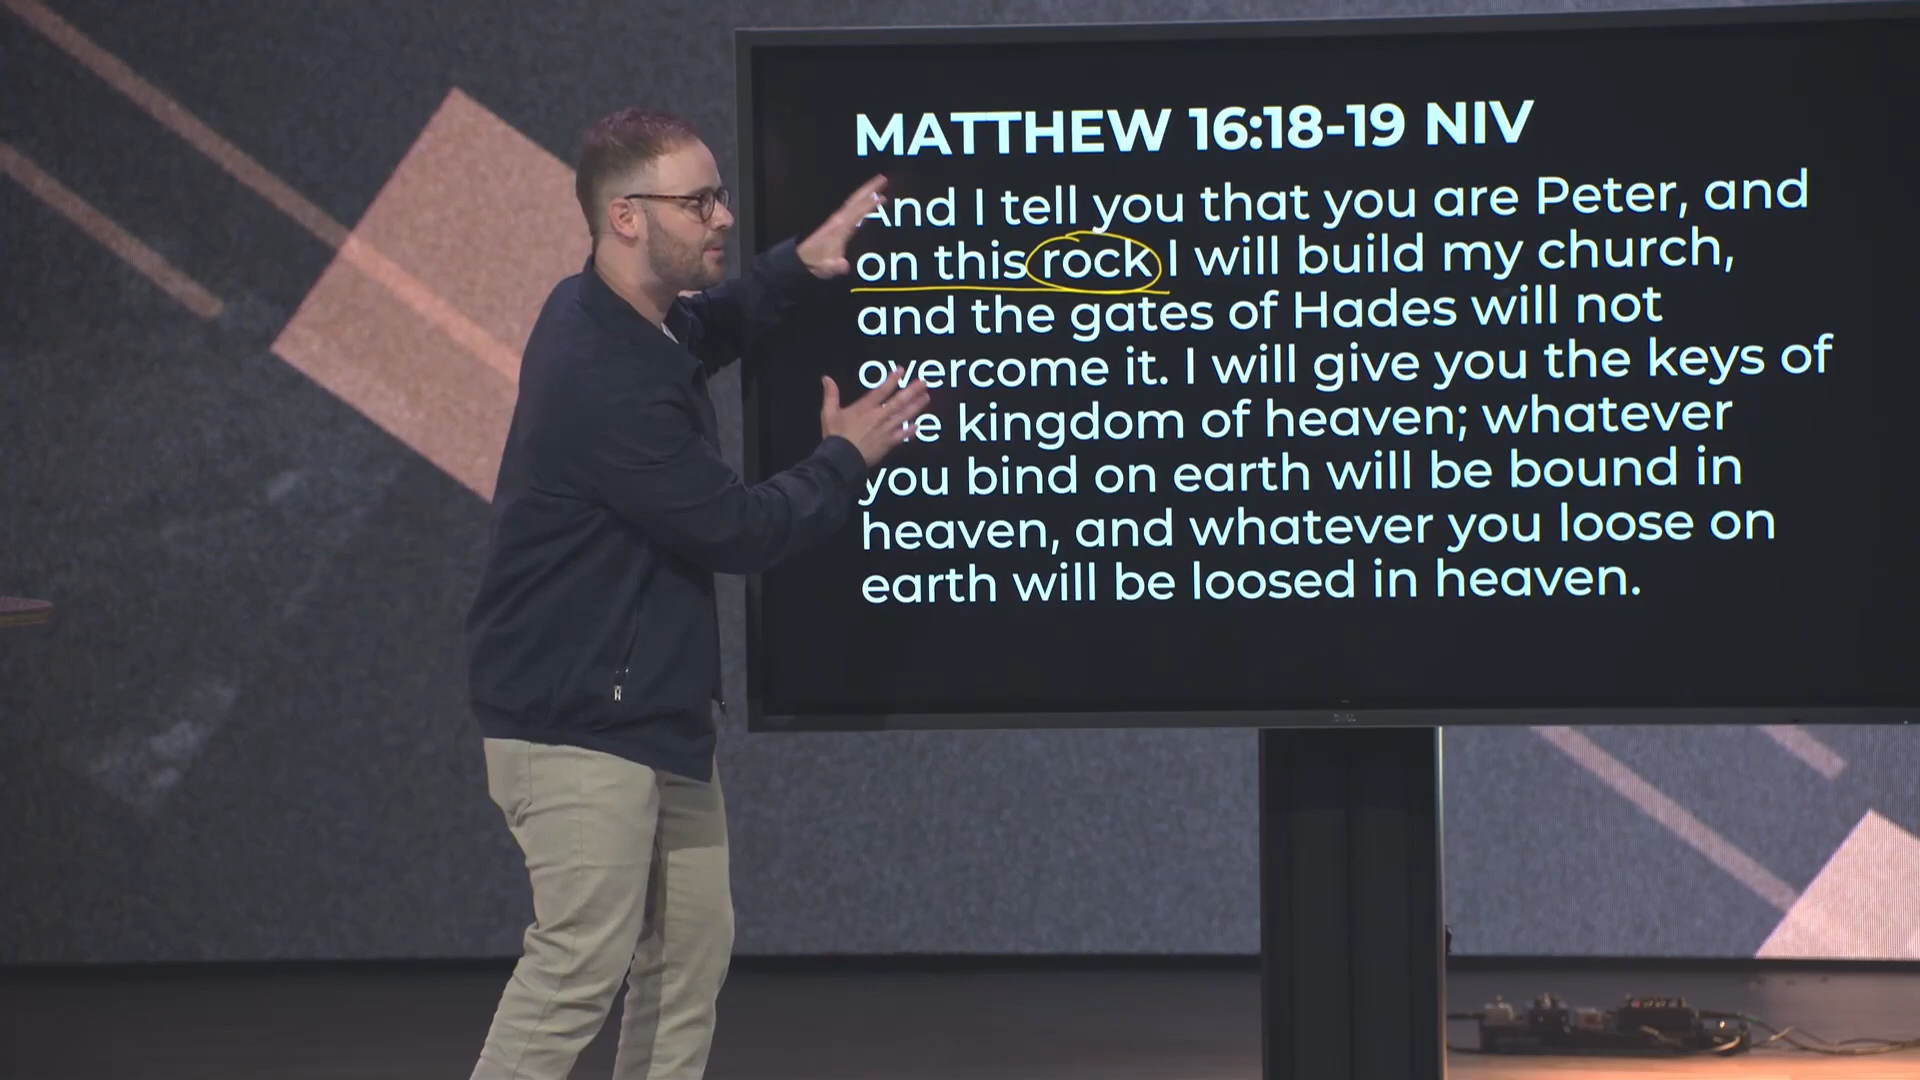 MATTHEW 16:18-19 NIV
And I tell you that you are Peter, and
on this rock I will build my church,
and the gates of Hades will not
overcome it. I will give you the keys of
kingdom of heaven; whatever
you bind on earth will be bound in
heaven, and whatever you loose on
earth will be loosed in heaven.